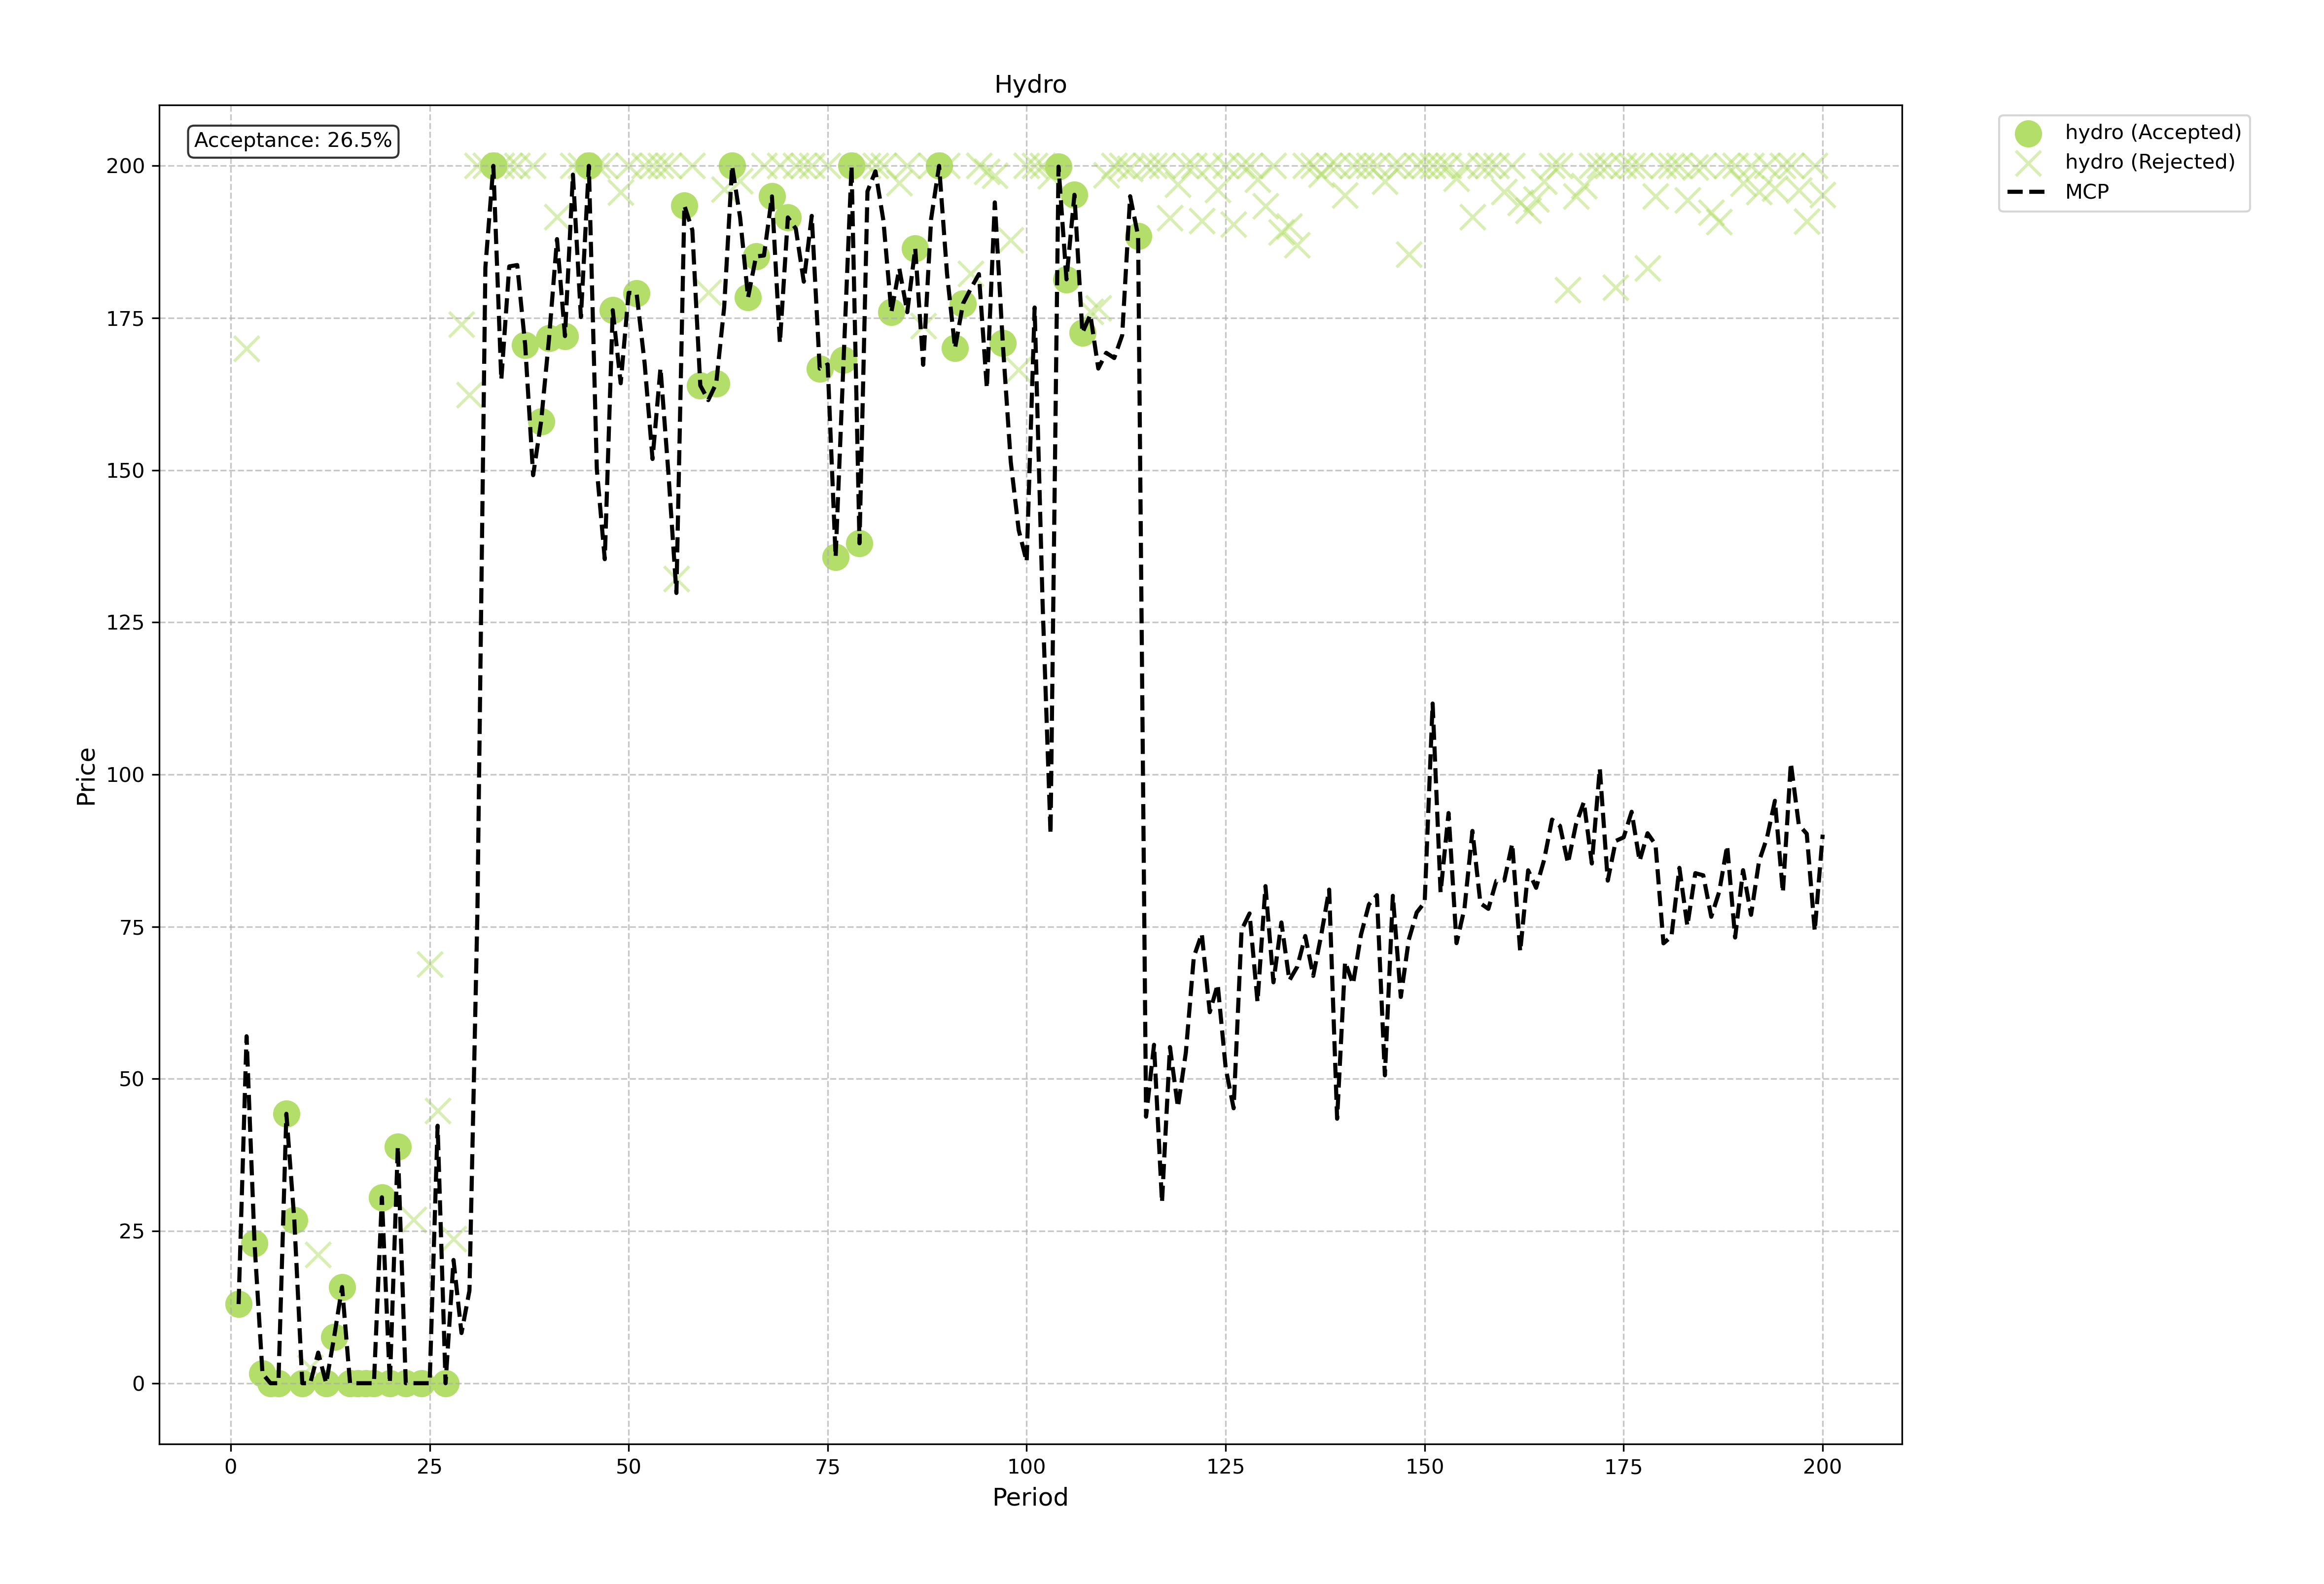 Hydro
Acceptance: 26.5%
hydro (Accepted)
hydro (Rejected)
MCP
200
175
150
125
100
75
50
25
0
Price
0 25 50 75 100 125 150 175 200
Period